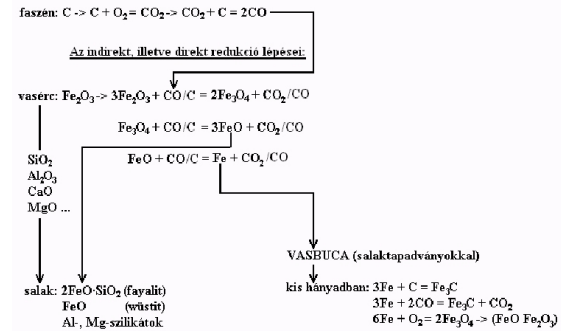 faszén: C -> C + O₂ = CO₂ -> CO₂ + C = 2CO
Az indirekt, illetve direkt redukció lépései:
vasérc: Fe₂O₃ -> 3Fe₂O₃ + CO/C = 2Fe₃O₄ + CO₂/CO
Fe₃O₄ + CO/C = 3FeO + CO₂/CO
FeO + CO/C = Fe + CO₂/CO
SiO₂
Al₂O₃
CaO
MgO ...
VASBUCA (salaktapadványokkal)
salak: 2FeO·SiO₂ (fayalit)
FeO (wüstit)
Al-, Mg-szilikátok
kis hányadban: 3Fe + C = Fe₃C
3Fe + 2CO = Fe₃C + CO₂
6Fe + O₂ = 2Fe₃O₄ -> (FeO Fe₂O₃)